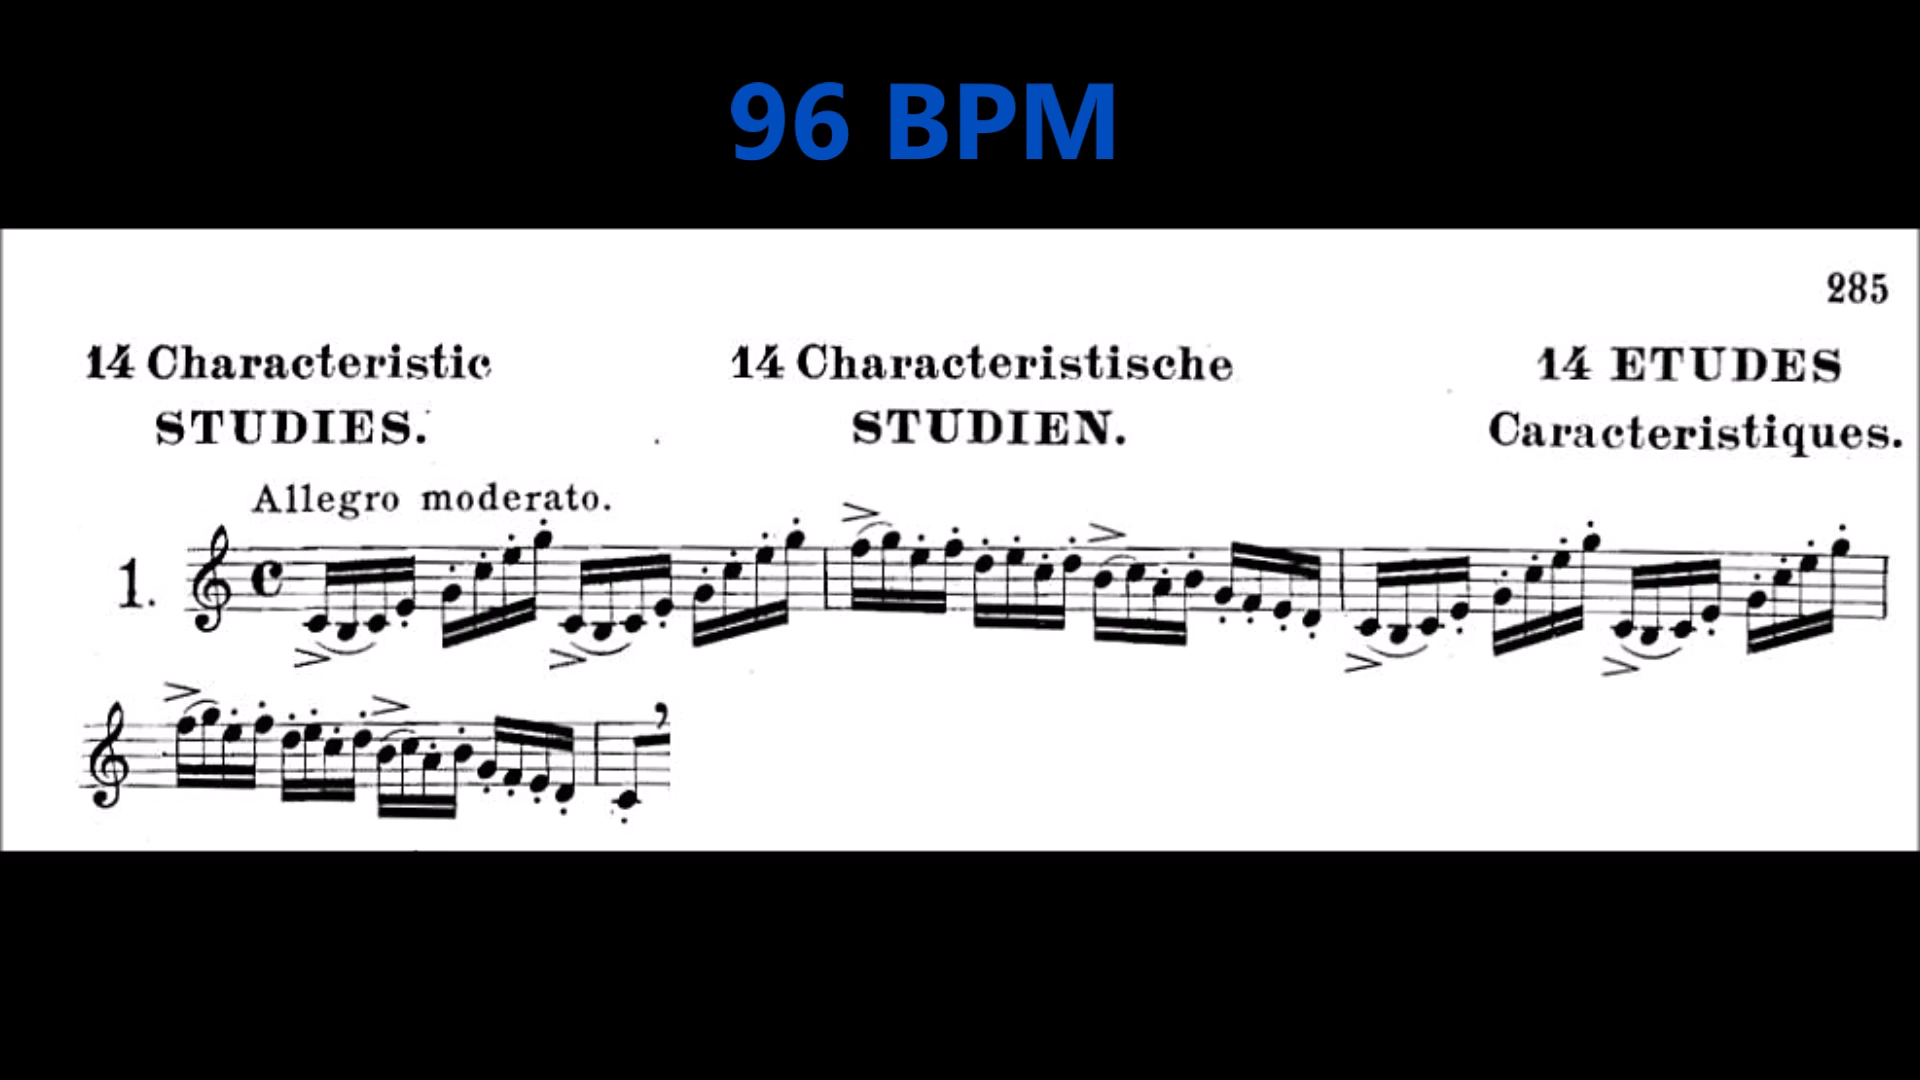 96 BPM
285
14 Characteristic
STUDIES.
14 Characteristische
STUDIEN.
14 ETUDES
Caracteristiques.
Allegro moderato.
1.